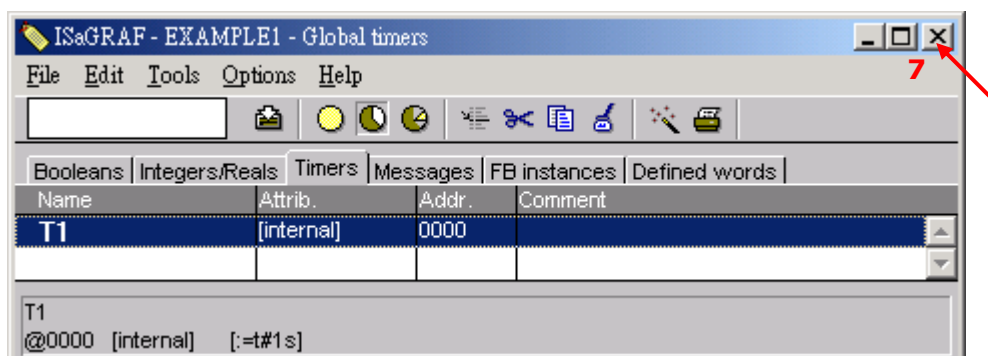 ISaGRAF - EXAMPLE1 - Global timers
File Edit Tools Options Help
7
Booleans Integers/Reals Timers Messages FB instances Defined words
Name Attrib. Addr. Comment
T1 [internal] 0000
T1
@0000 [internal] [:=t#1s]